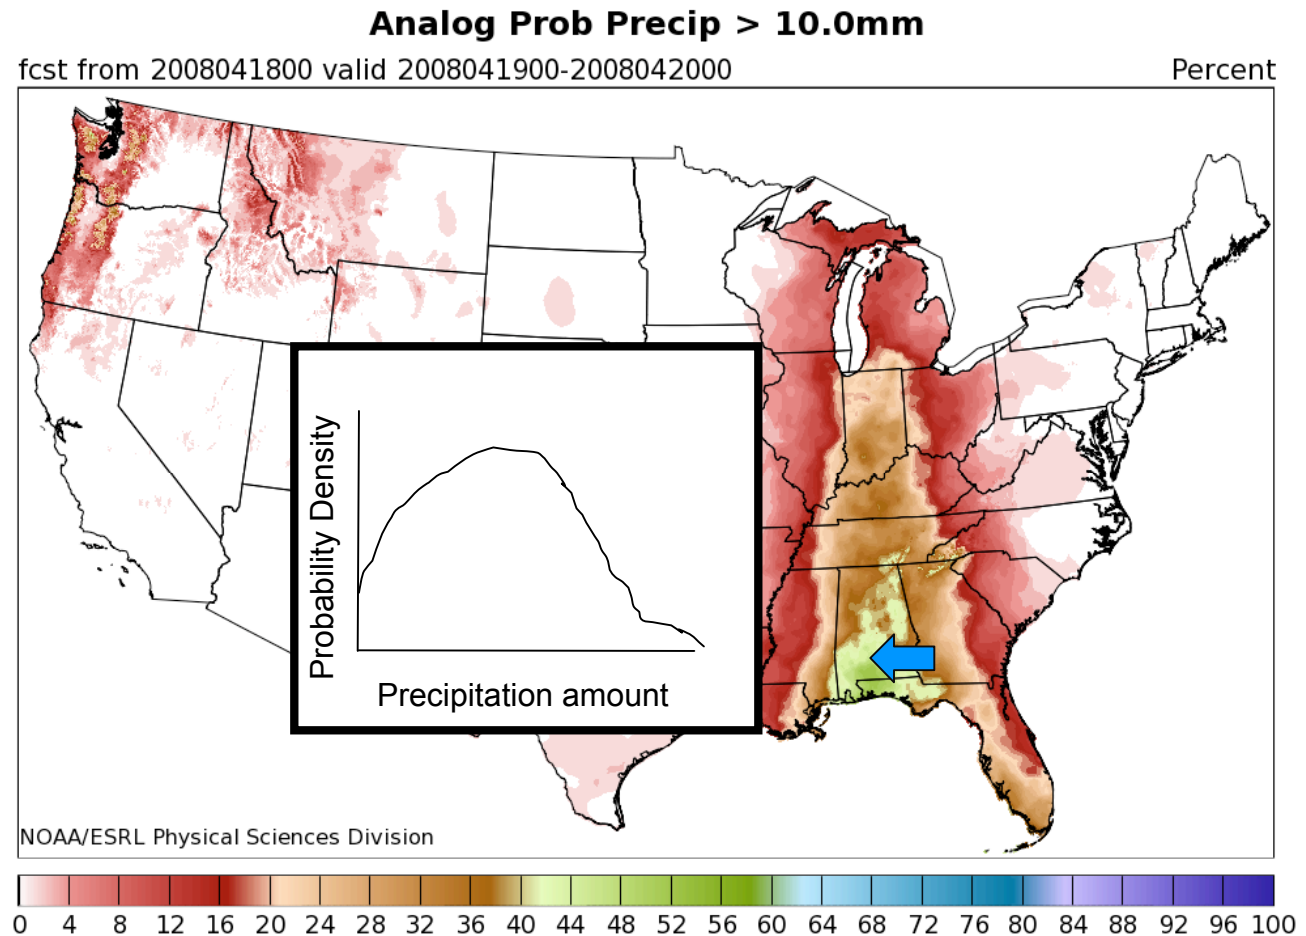 Analog Prob Precip > 10.0mm
fcst from 2008041800 valid 2008041900-2008042000 Percent
Probability Density
Precipitation amount
NOAA/ESRL Physical Sciences Division
0 4 8 12 16 20 24 28 32 36 40 44 48 52 56 60 64 68 72 76 80 84 88 92 96 100